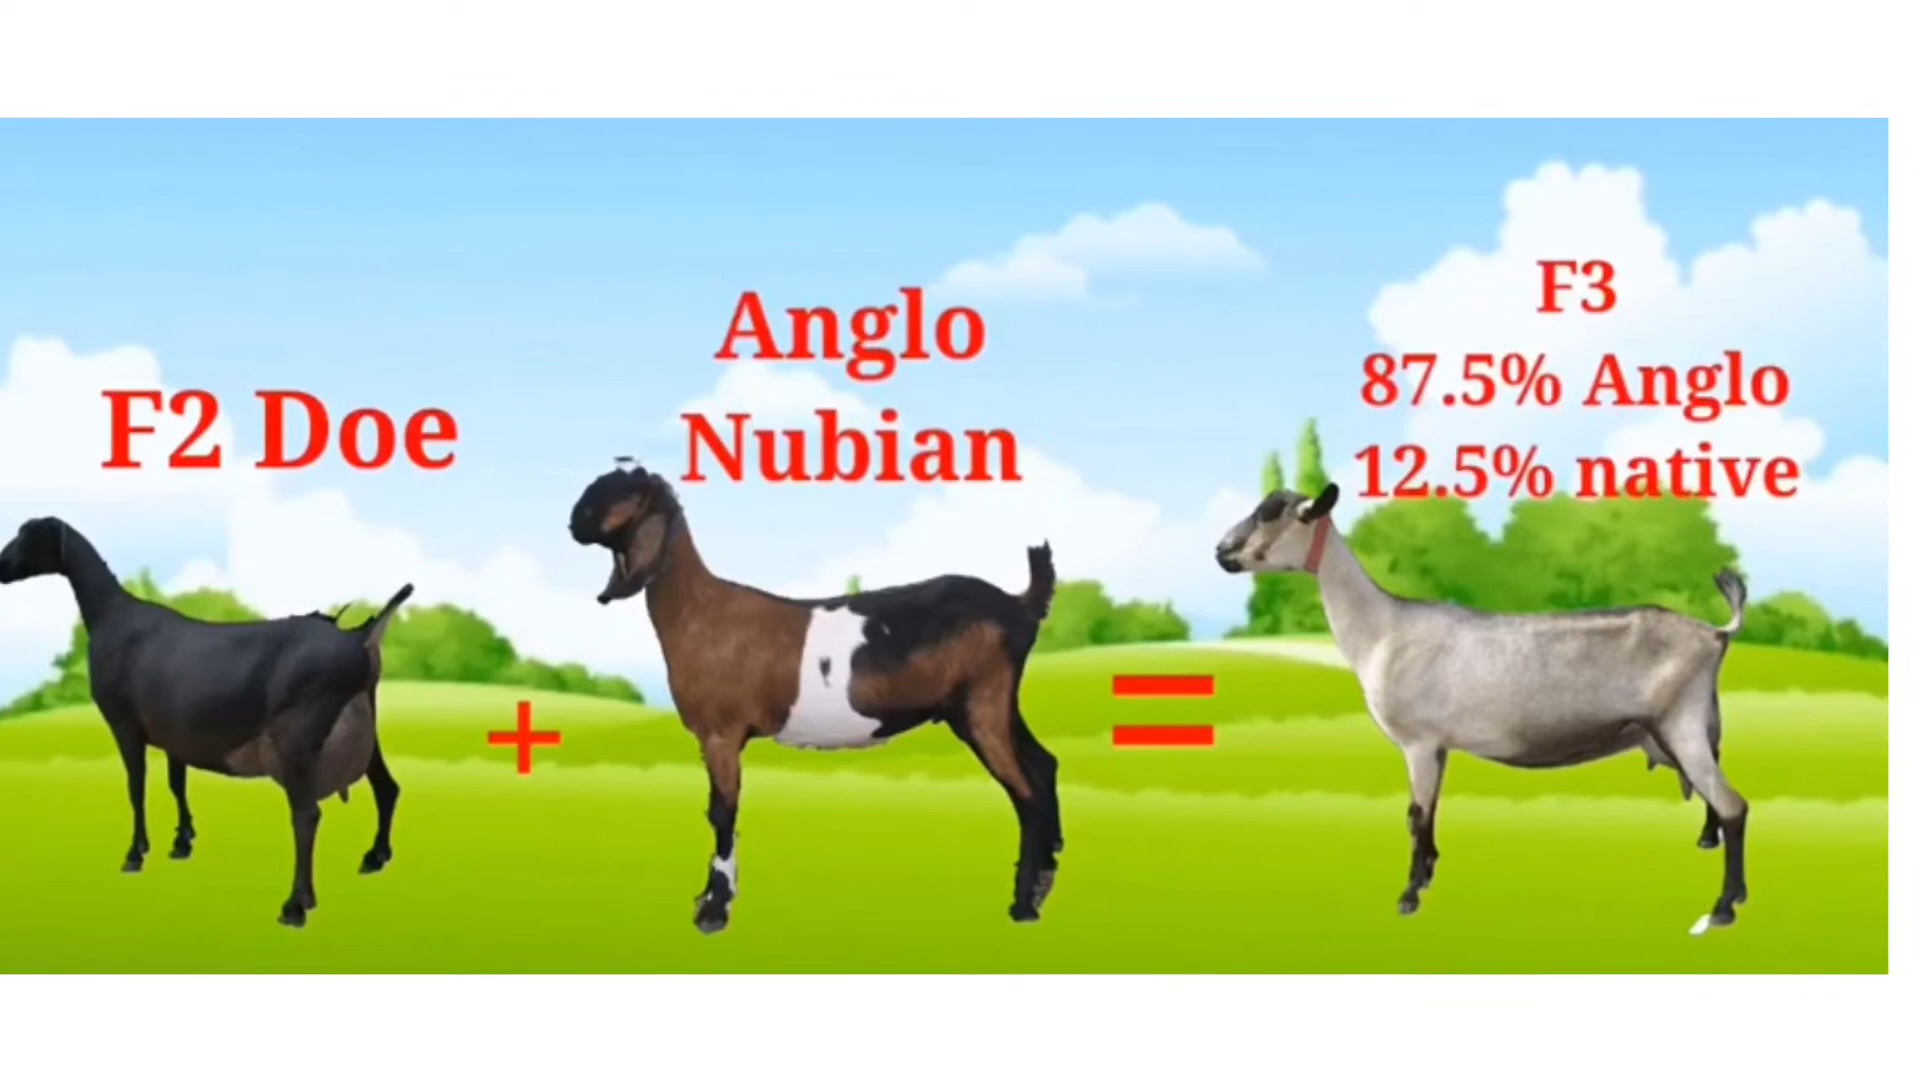 F2 Doe
+
Anglo
Nubian
=
F3
87.5% Anglo
12.5% native